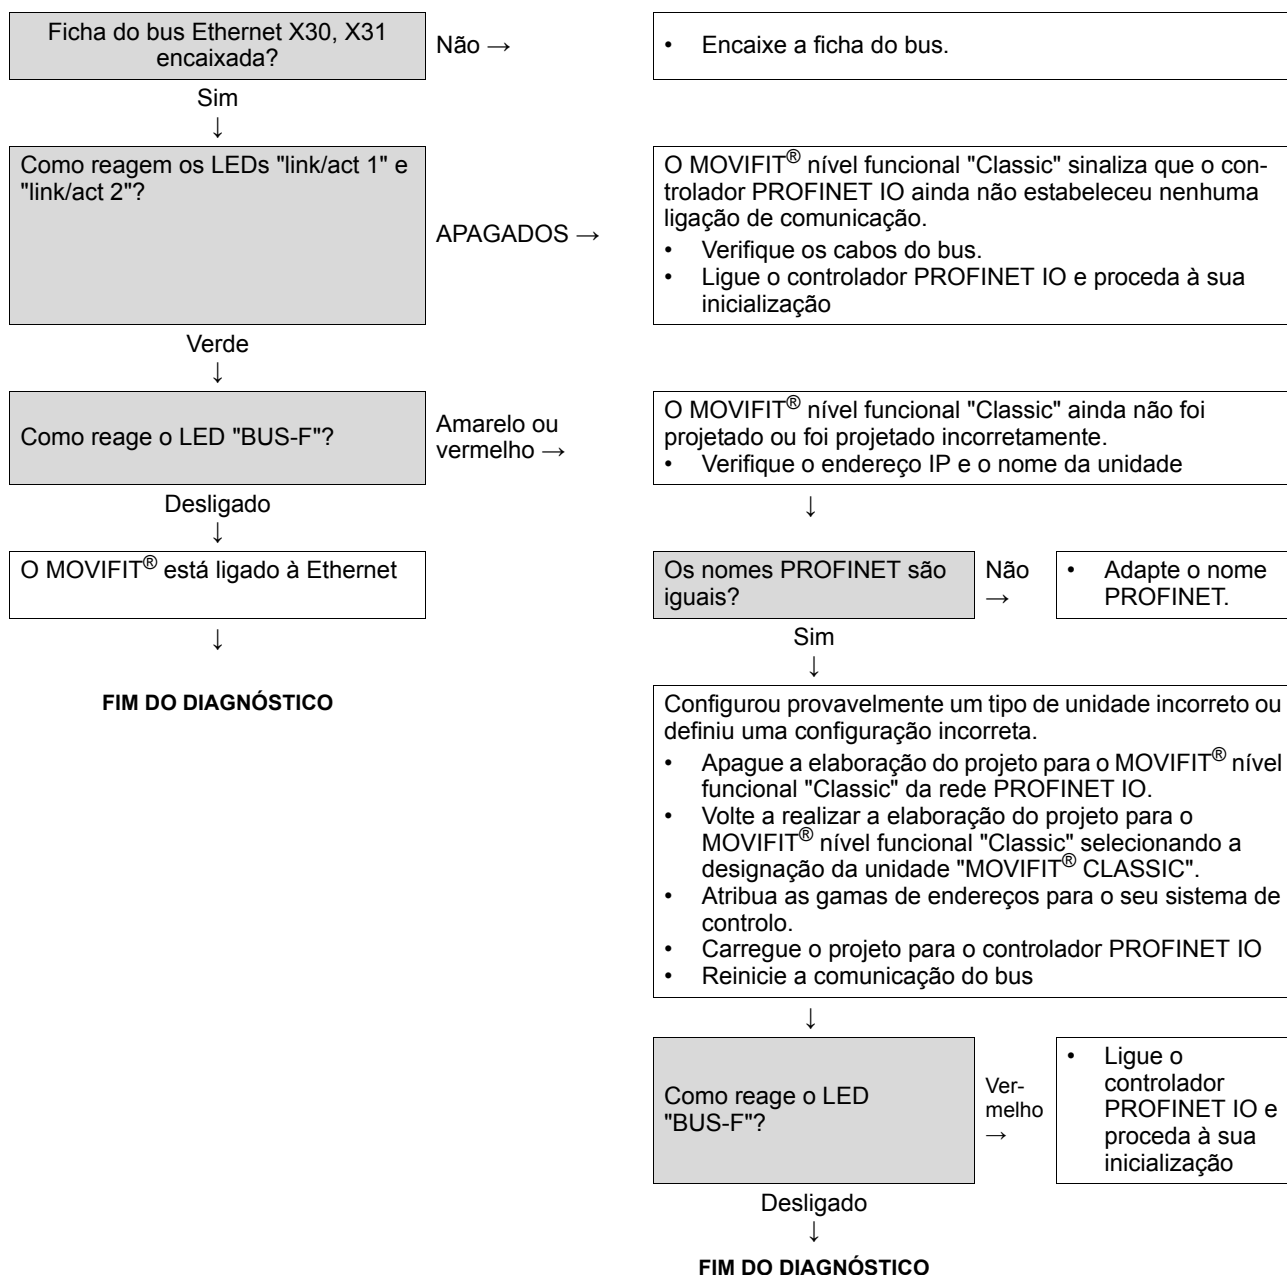 Ficha do bus Ethernet X30, X31
encaixada?
Não →
• Encaixe a ficha do bus.
Sim
↓
Como reagem os LEDs "link/act 1" e
"link/act 2"?
APAGADOS →
O MOVIFIT® nível funcional "Classic" sinaliza que o con-
trolador PROFINET IO ainda não estabeleceu nenhuma
ligação de comunicação.
• Verifique os cabos do bus.
• Ligue o controlador PROFINET IO e proceda à sua
inicialização
Verde
↓
Como reage o LED "BUS-F"?
Amarelo ou
vermelho →
O MOVIFIT® nível funcional "Classic" ainda não foi
projetado ou foi projetado incorretamente.
• Verifique o endereço IP e o nome da unidade
Desligado
↓
O MOVIFIT® está ligado à Ethernet
↓
FIM DO DIAGNÓSTICO
↓
Os nomes PROFINET são
iguais?
Não
→
• Adapte o nome
PROFINET.
Sim
↓
Configurou provavelmente um tipo de unidade incorreto ou
definiu uma configuração incorreta.
• Apague a elaboração do projeto para o MOVIFIT® nível
funcional "Classic" da rede PROFINET IO.
• Volte a realizar a elaboração do projeto para o
MOVIFIT® nível funcional "Classic" selecionando a
designação da unidade "MOVIFIT® CLASSIC".
• Atribua as gamas de endereços para o seu sistema de
controlo.
• Carregue o projeto para o controlador PROFINET IO
• Reinicie a comunicação do bus
↓
Como reage o LED
"BUS-F"?
Ver-
melho
→
• Ligue o
controlador
PROFINET IO e
proceda à sua
inicialização
Desligado
↓
FIM DO DIAGNÓSTICO